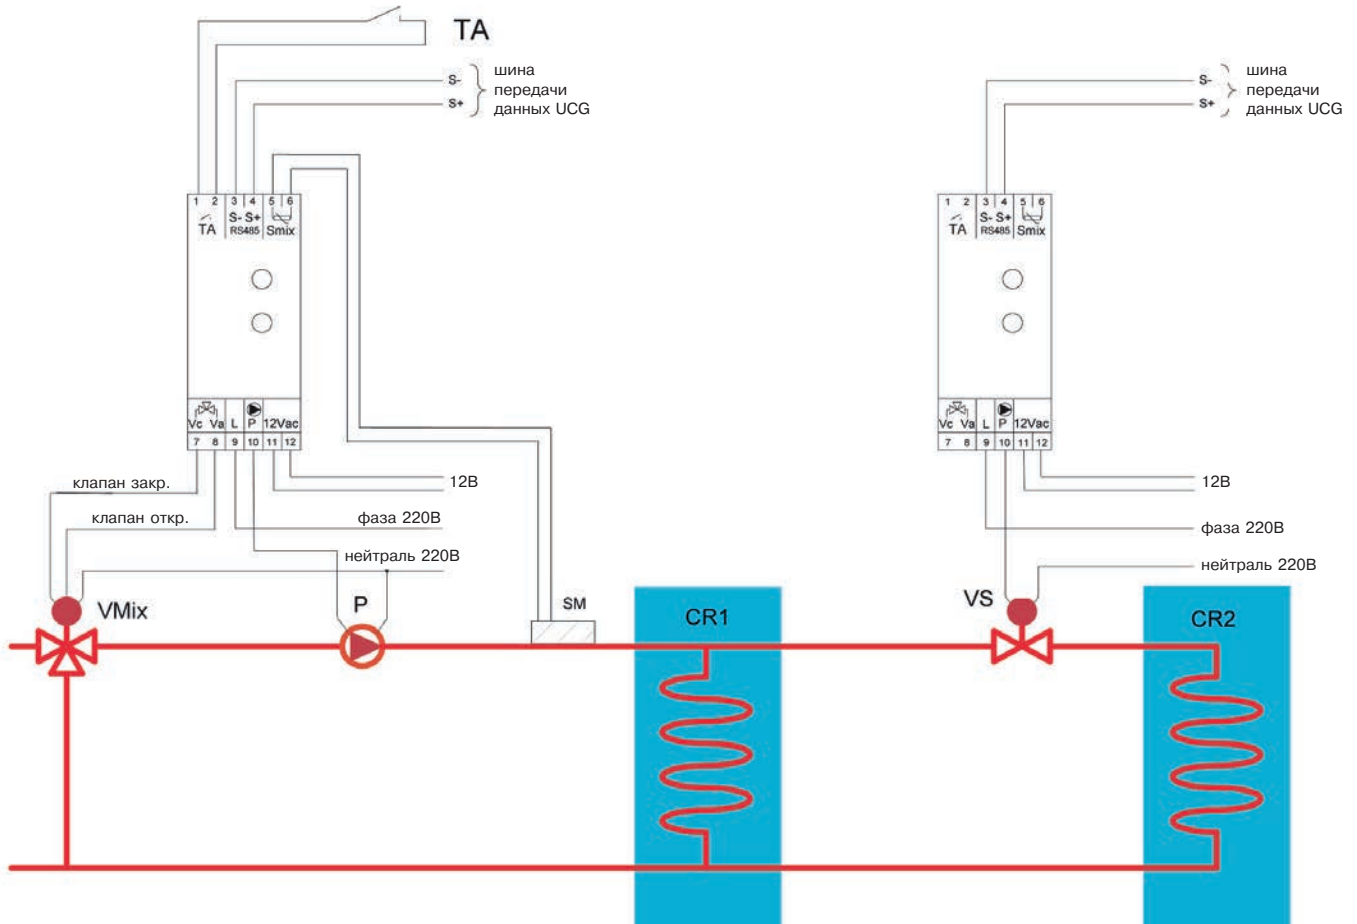 TA
S- шина
передачи
S+ данных UCG
1 2 3 4 5 6
S- S+
TA RS485 Smix
Vc Va L P 12Vac
7 8 9 10 11 12
клапан закр.
клапан откр.
12В
фаза 220В
нейтраль 220В
VMix
P
SM
CR1
S- шина
передачи
S+ данных UCG
1 2 3 4 5 6
S- S+
TA RS485 Smix
Vc Va L P 12Vac
7 8 9 10 11 12
12В
фаза 220В
нейтраль 220В
VS
CR2